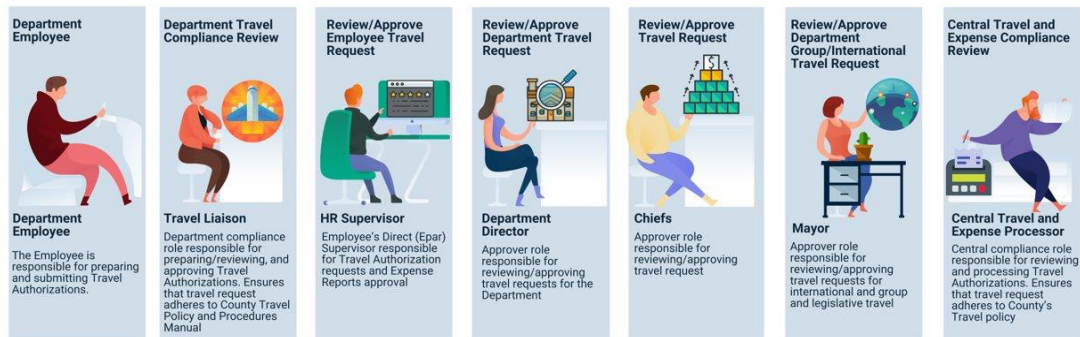 Department
Employee
Department
Employee
The Employee is
responsible for preparing
and submitting Travel
Authorizations.
Department Travel
Compliance Review
Travel Liaison
Department compliance
role responsible for
preparing/reviewing, and
approving Travel
Authorizations. Ensures
that travel request
adheres to County Travel
Policy and Procedures
Manual
Review/Approve
Employee Travel
Request
HR Supervisor
Employee's Direct (Epar)
Supervisor responsible
for Travel Authorization
requests and Expense
Reports approval
Review/Approve
Department Travel
Request
Department
Director
Approver role
responsible for
reviewing/approving
travel requests for the
Department
Review/Approve
Travel Request
$
Chiefs
Approver role
responsible for
reviewing/approving
travel request
Review/Approve
Department
Group/International
Travel Request
Mayor
Approver role
responsible for
reviewing/approving
travel requests for
international and group
and legislative travel
Central Travel and
Expense Compliance
Review
Central Travel and
Expense Processor
Central compliance role
responsible for reviewing
and processing Travel
Authorizations. Ensures
that travel request
adheres to County's
Travel policy